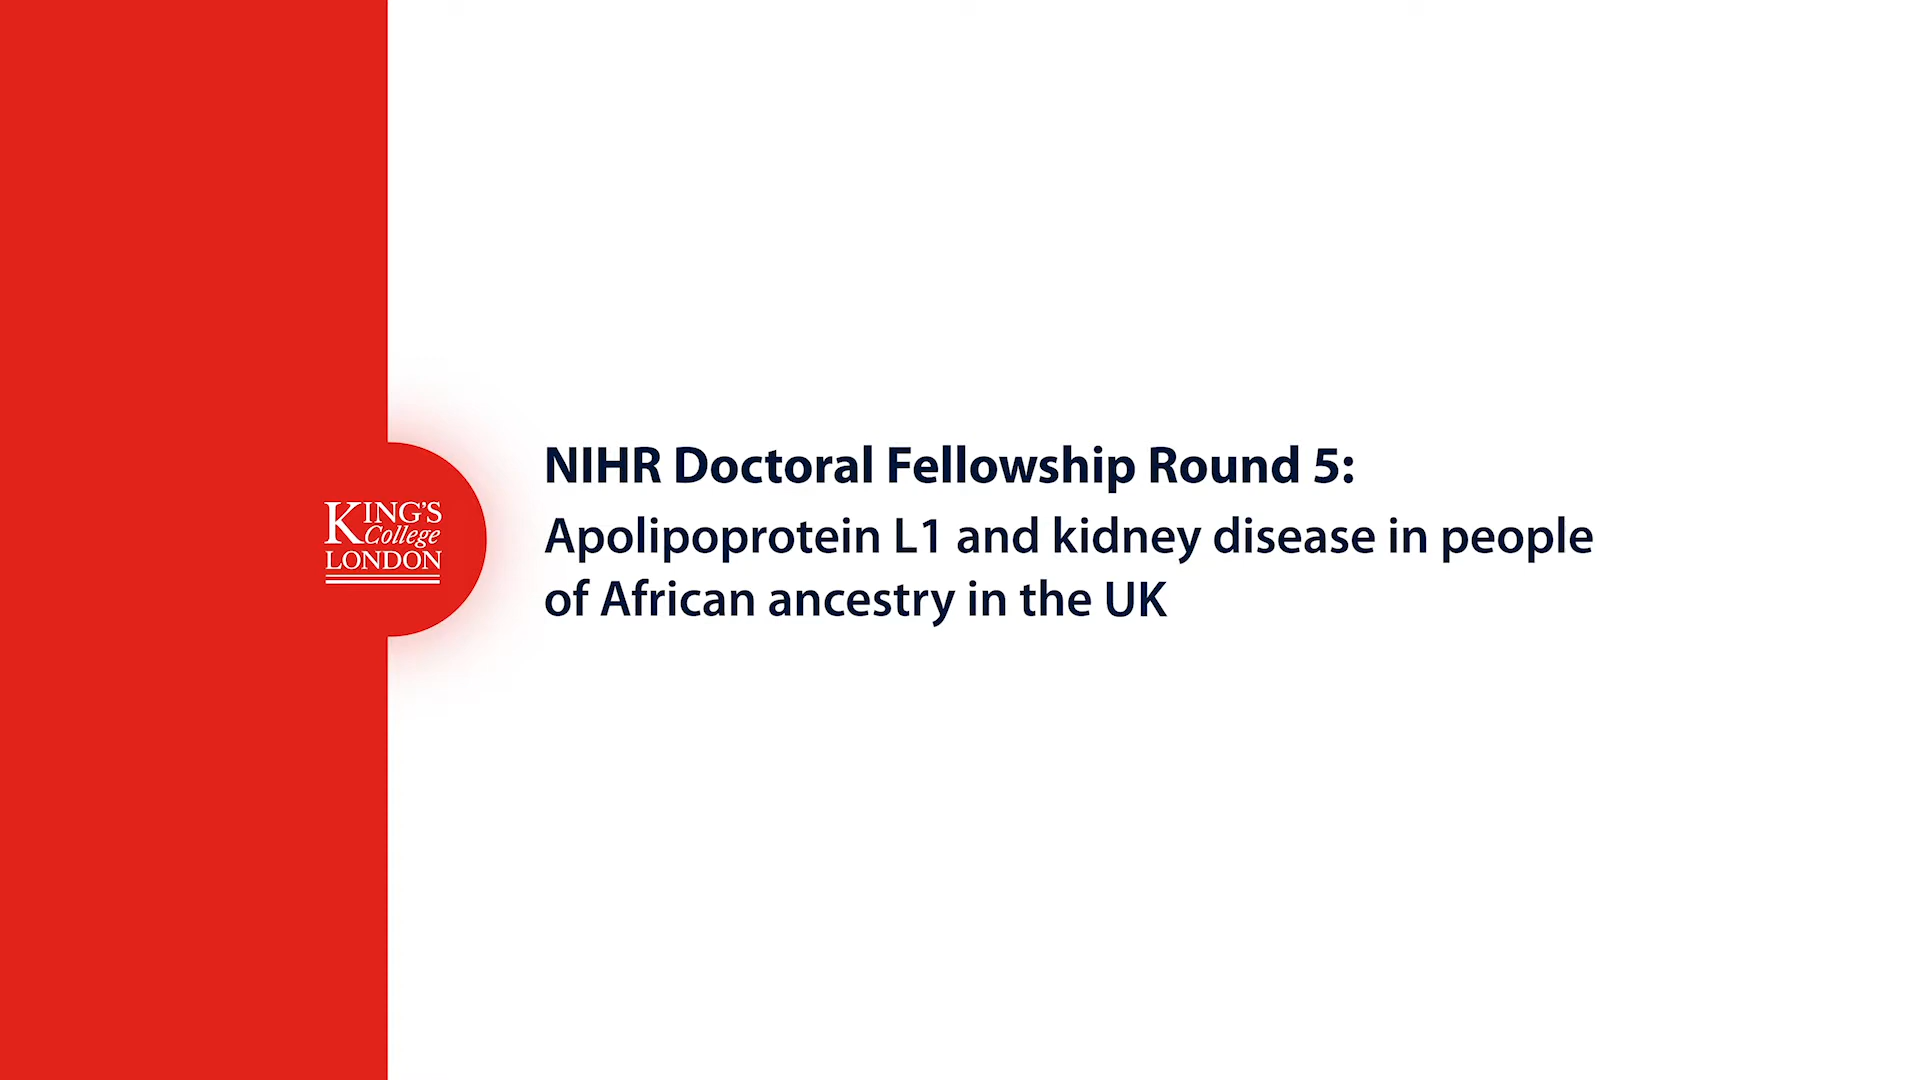 KING'S
College
LONDON
NIHR Doctoral Fellowship Round 5:
Apolipoprotein L1 and kidney disease in people
of African ancestry in the UK